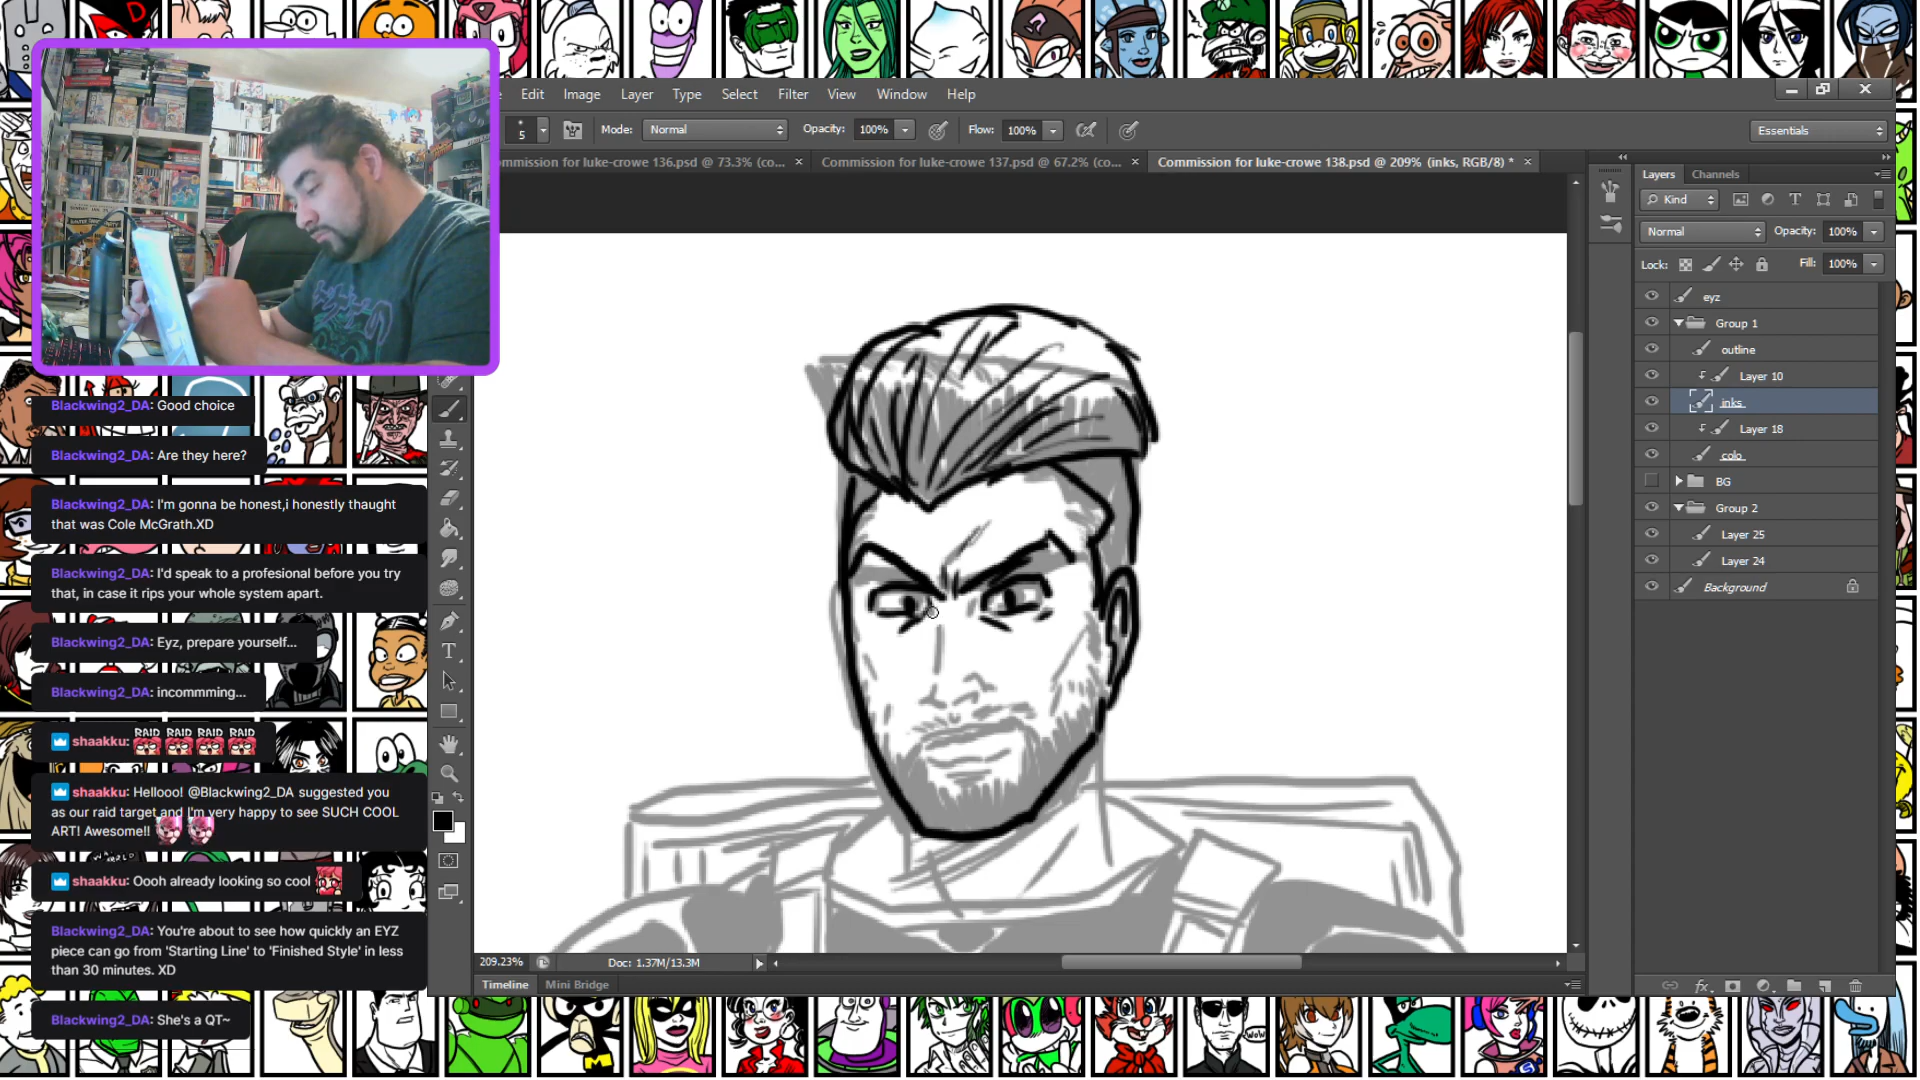 Edit Image Layer Type Select Filter View Window Help
5 Mode: Normal Opacity: 100% Flow: 100% Essentials
ommission for luke-crowe 136.psd @ 73.3% (co... × Commission for luke-crowe 137.psd @ 67.2% (co... × Commission for luke-crowe 138.psd @ 209% (inks, RGB/8) * ×
Layers Channels
Kind
Normal Opacity: 100%
Lock: Fill: 100%
eyz
Group 1
outline
Layer 10
inks
Layer 18
colo
BG
Group 2
Layer 25
Layer 24
Background
Blackwing2_DA: Good choice
Blackwing2_DA: Are they here?
Blackwing2_DA: I'm gonna be honest,i honestly thaught
that was Cole McGrath.XD
Blackwing2_DA: I'd speak to a profesional before you try
that, in case it rips your whole system apart.
Blackwing2_DA: Eyz, prepare yourself...
Blackwing2_DA: incommming...
shaakku: RAID RAID RAID RAID
shaakku: Hellooo! @Blackwing2_DA suggested you
as our raid target and I'm very happy to see SUCH COOL
ART! Awesome!!
shaakku: Oooh already looking so cool
Blackwing2_DA: You're about to see how quickly an EYZ
piece can go from 'Starting Line' to 'Finished Style' in less
than 30 minutes. XD
Blackwing2_DA: She's a QT~
209.23% Doc: 1.37M/13.3M
Timeline Mini Bridge
WOW